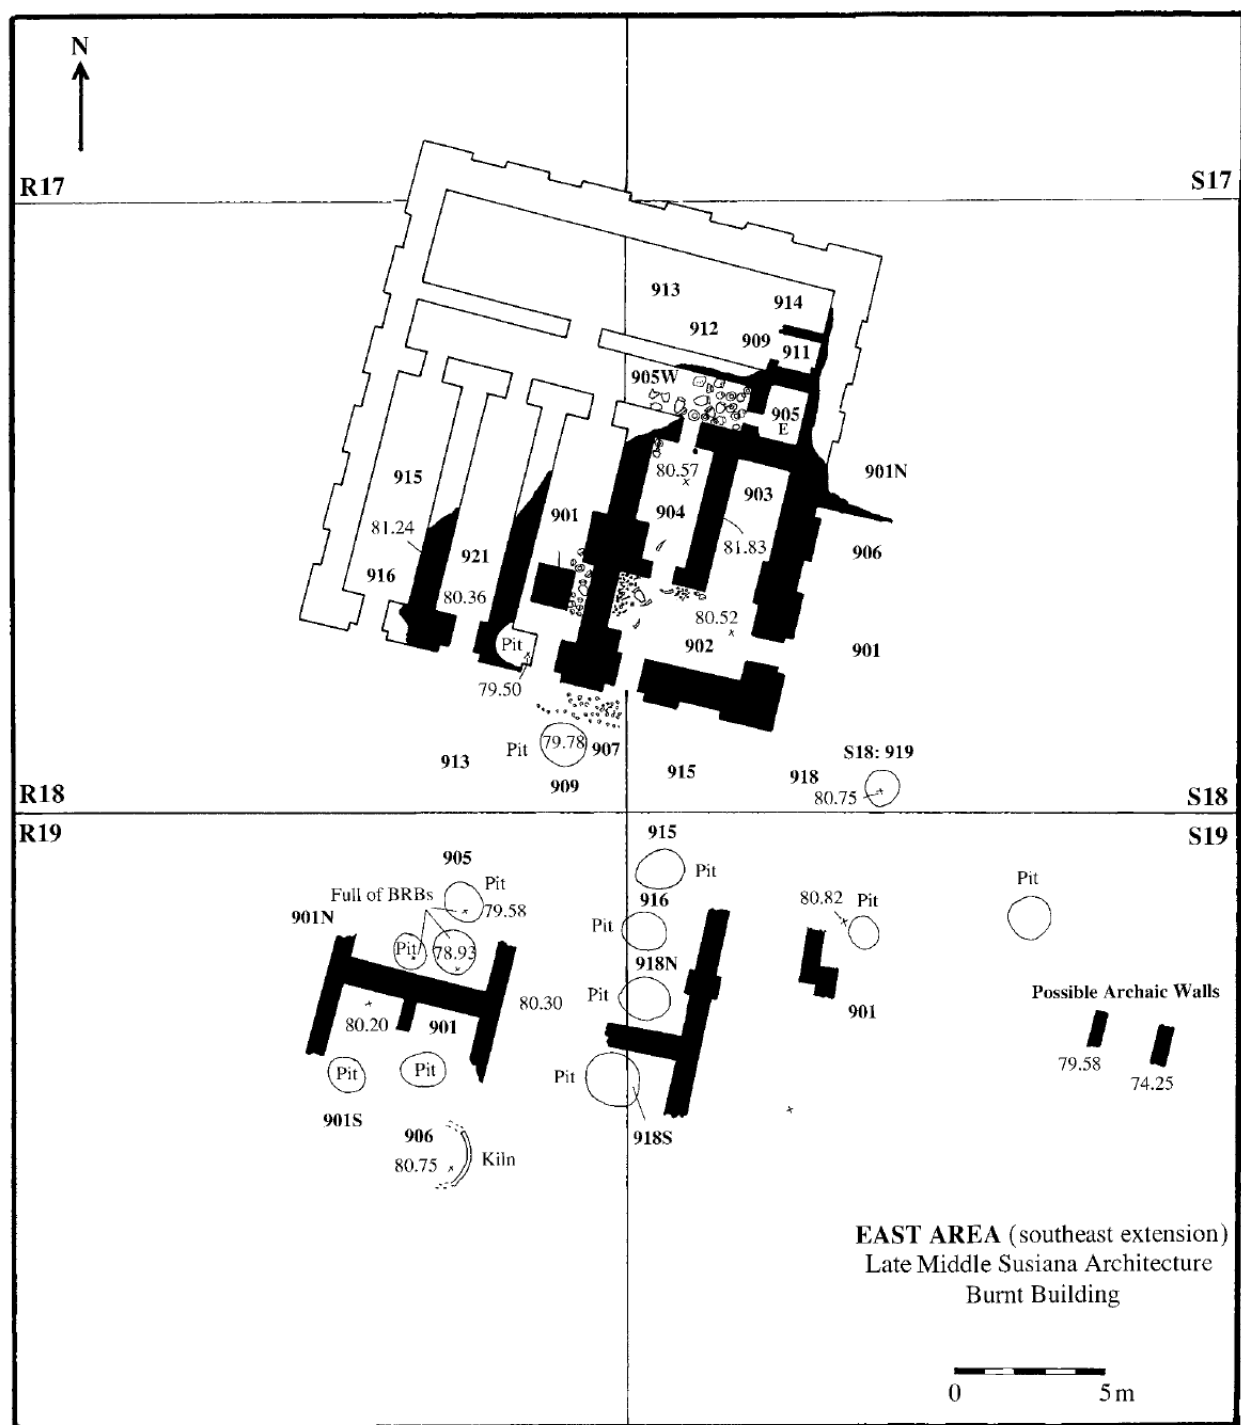 N
R17
S17
913
914
912
909
911
905W
905
E
80.57
901N
915
903
901
904
81.24
81.83
906
921
916
80.36
80.52
902
901
Pit
79.50
Pit
79.78
907
S18: 919
913
915
918
909
80.75
R18
S18
R19
S19
915
905
Pit
Pit
Pit
Full of BRBs
916
80.82
Pit
79.58
901N
Pit
Pit
78.93
918N
Possible Archaic Walls
Pit
80.30
901
80.20
901
79.58
74.25
Pit
Pit
Pit
901S
906
918S
80.75
Kiln
EAST AREA (southeast extension)
Late Middle Susiana Architecture
Burnt Building
0
5 m